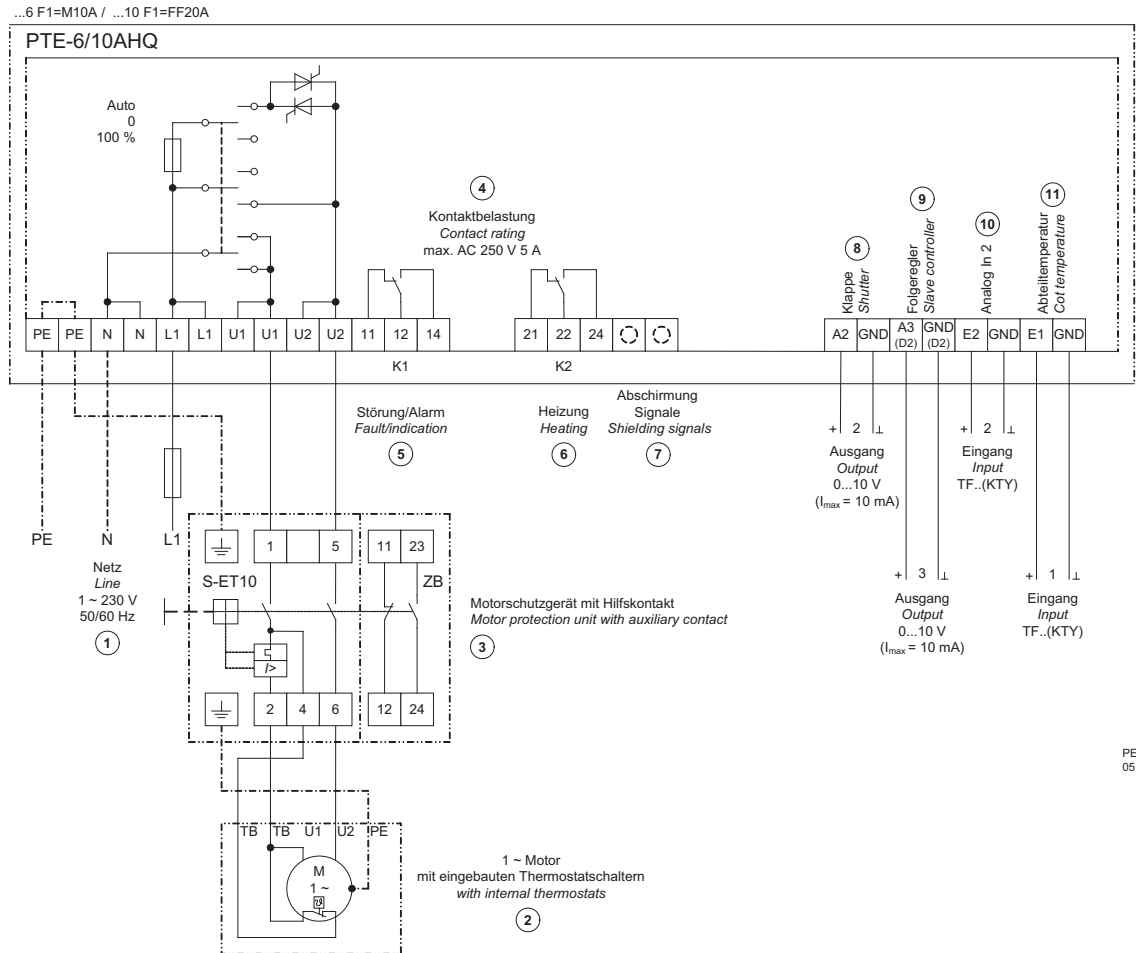 ...6 F1=M10A / ...10 F1=FF20A
PTE-6/10AHQ
Auto
0
100 %
4
Kontaktbelastung
Contact rating
max. AC 250 V 5 A
8
Klappe
Shutter
9
Folgeregler
Slave controller
10
Analog In 2
11
Abteiltemperatur
Cot temperature
PE PE N N L1 L1 U1 U1 U2 U2 11 12 14
21 22 24
A2 GND A3 (D2) GND (D2) E2 GND E1 GND
K1
K2
Störung/Alarm
Fault/indication
5
Heizung
Heating
6
Abschirmung
Signale
Shielding signals
7
+ 2 ⊥
Ausgang
Output
0...10 V
(Imax = 10 mA)
+ 2 ⊥
Eingang
Input
TF..(KTY)
+ 3 ⊥
Ausgang
Output
0...10 V
(Imax = 10 mA)
+ 1 ⊥
Eingang
Input
TF..(KTY)
PE N L1
Netz
Line
1 ~ 230 V
50/60 Hz
1
1 5 11 23
S-ET10
ZB
I>
2 4 6 12 24
Motorschutzgerät mit Hilfskontakt
Motor protection unit with auxiliary contact
3
TB TB U1 U2 PE
M
1 ~
ϑ
1 ~ Motor
mit eingebauten Thermostatschaltern
with internal thermostats
2
PE
05